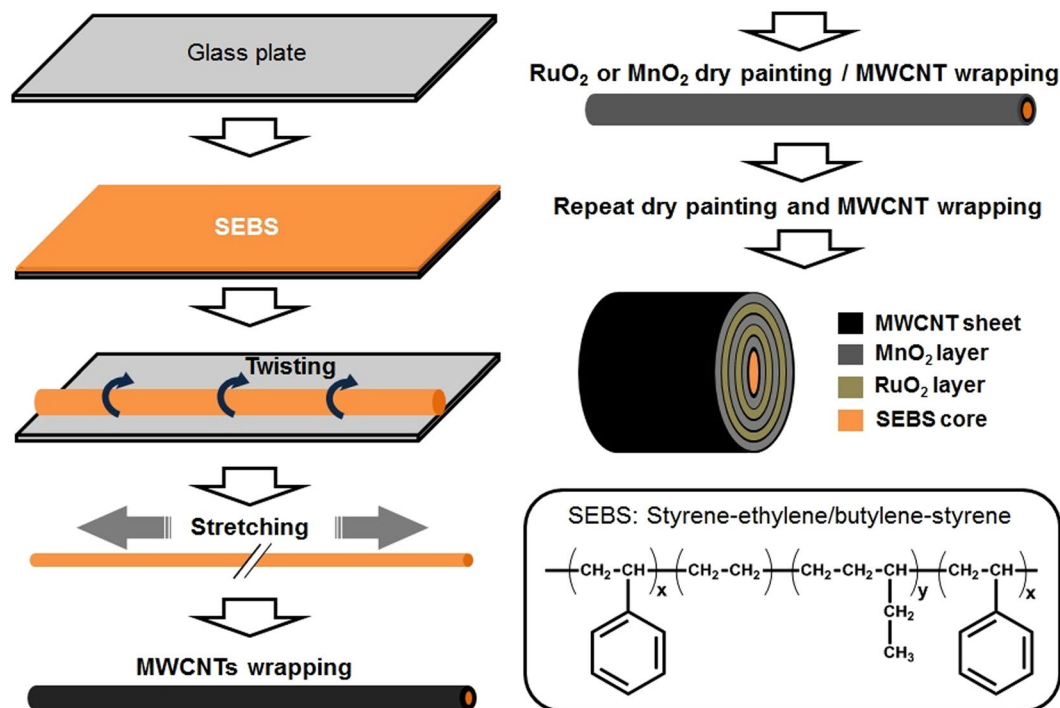 Glass plate
SEBS
Twisting
Stretching
MWCNTs wrapping
RuO₂ or MnO₂ dry painting / MWCNT wrapping
Repeat dry painting and MWCNT wrapping
MWCNT sheet
MnO₂ layer
RuO₂ layer
SEBS core
SEBS: Styrene-ethylene/butylene-styrene
(CH₂-CH)x (CH₂-CH₂) (CH₂-CH₂-CH)y (CH₂-CH)x
CH₂
CH₃